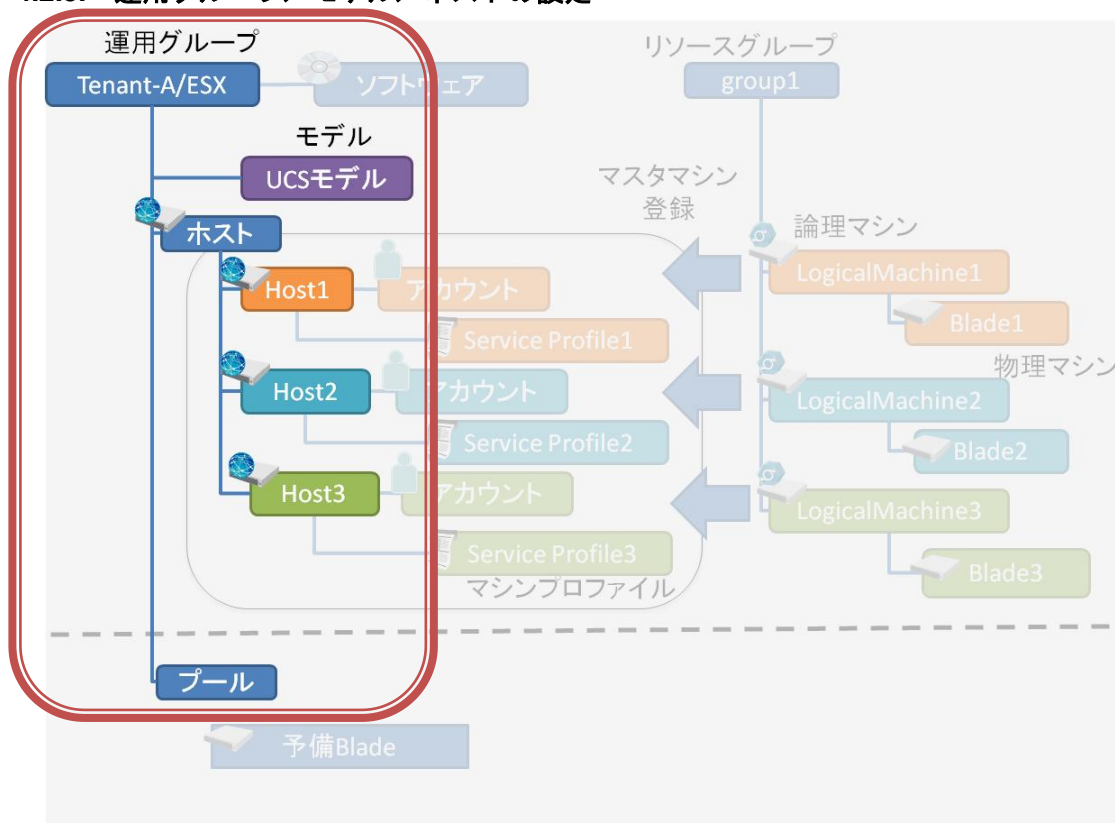 運用グループ
リソースグループ
Tenant-A/ESX
ソフトウェア
group1
モデル
UCSモデル
マスタマシン
登録
ホスト
論理マシン
Host1
アカウント
LogicalMachine1
Service Profile1
Blade1
物理マシン
Host2
アカウント
LogicalMachine2
Service Profile2
Blade2
Host3
アカウント
LogicalMachine3
Service Profile3
Blade3
マシンプロファイル
プール
予備Blade